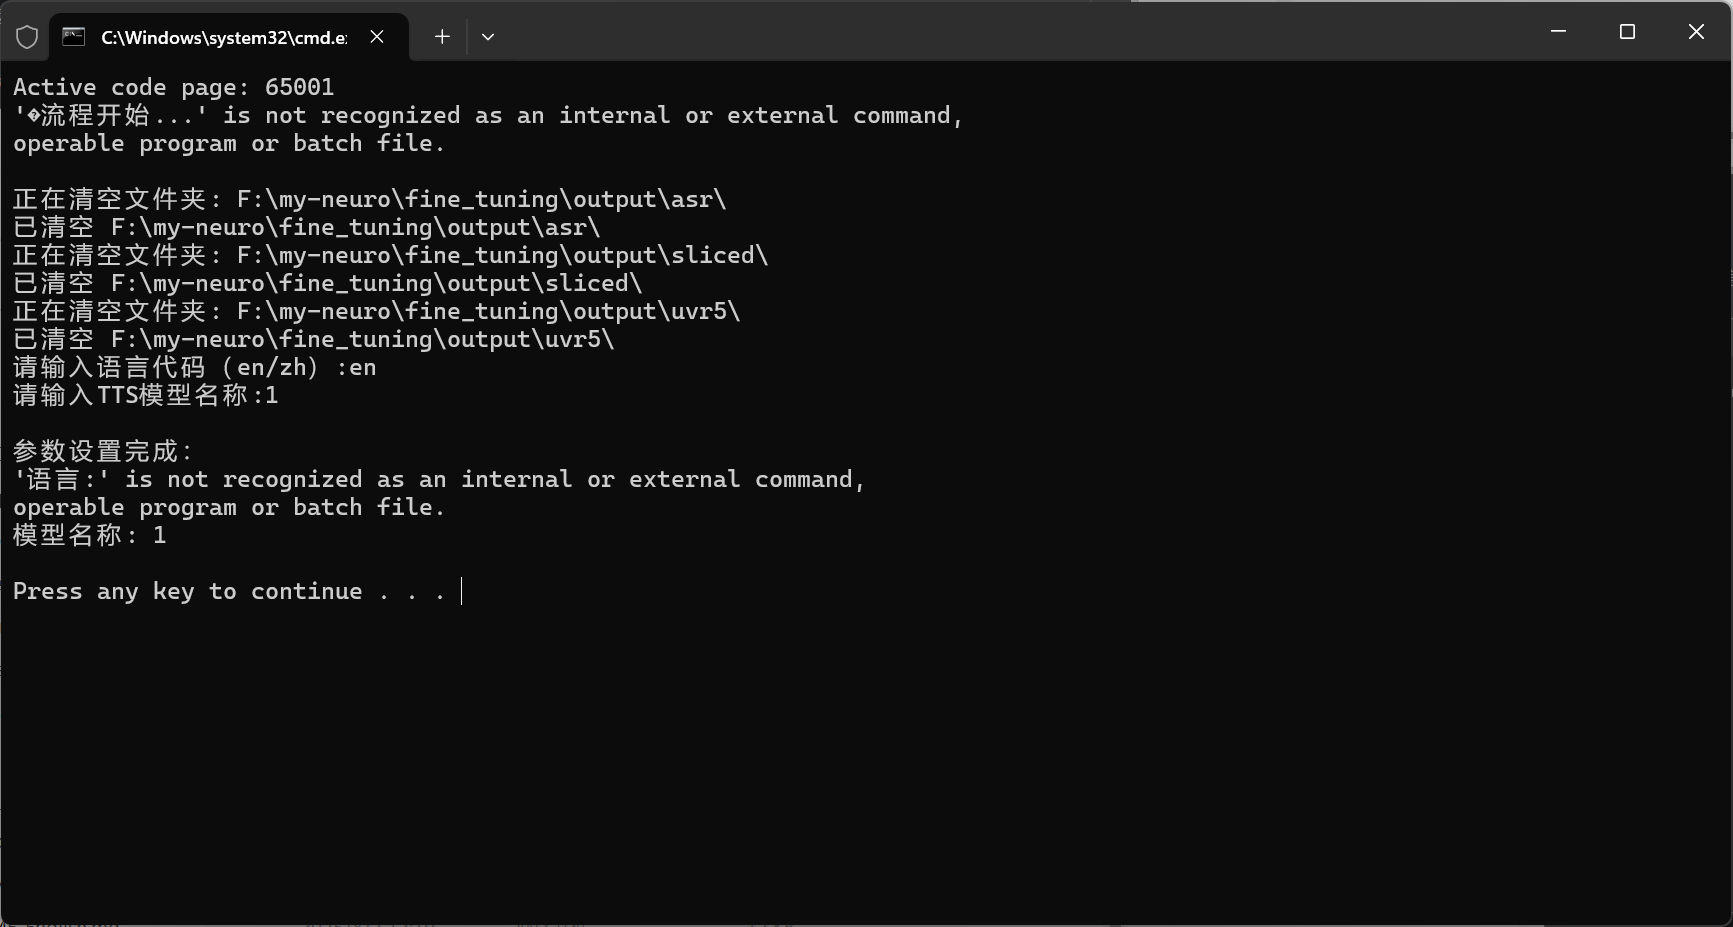 C:\Windows\system32\cmd.e
Active code page: 65001
'�流程开始...' is not recognized as an internal or external command,
operable program or batch file.
正在清空文件夹: F:\my-neuro\fine_tuning\output\asr\
已清空 F:\my-neuro\fine_tuning\output\asr\
正在清空文件夹: F:\my-neuro\fine_tuning\output\sliced\
已清空 F:\my-neuro\fine_tuning\output\sliced\
正在清空文件夹: F:\my-neuro\fine_tuning\output\uvr5\
已清空 F:\my-neuro\fine_tuning\output\uvr5\
请输入语言代码（en/zh）:en
请输入TTS模型名称:1
参数设置完成:
'语言:' is not recognized as an internal or external command,
operable program or batch file.
模型名称: 1
Press any key to continue . . .